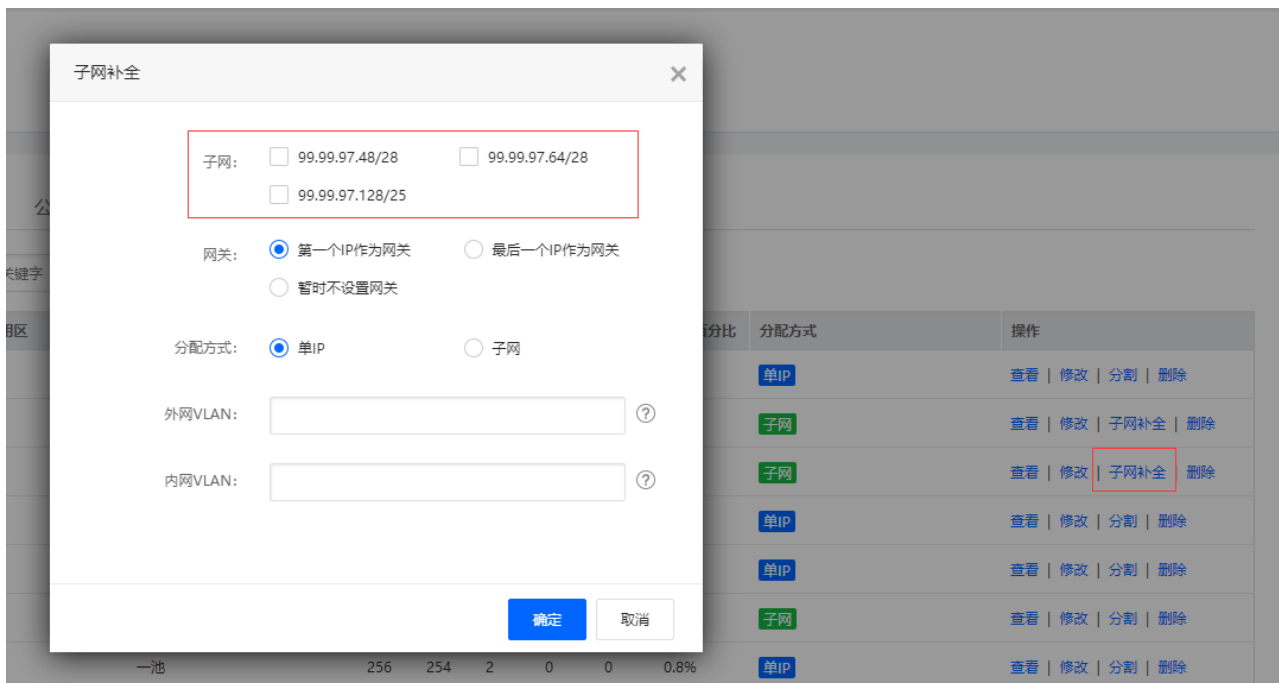 子网补全
子网: 99.99.97.48/28 99.99.97.64/28
99.99.97.128/25
公
网关: 第一个IP作为网关 最后一个IP作为网关
关键字
暂时不设置网关
用区 百分比 分配方式 操作
分配方式: 单IP 子网
单IP 查看 | 修改 | 分割 | 删除
外网VLAN: ?
子网 查看 | 修改 | 子网补全 | 删除
内网VLAN: ?
子网 查看 | 修改 | 子网补全 | 删除
单IP 查看 | 修改 | 分割 | 删除
单IP 查看 | 修改 | 分割 | 删除
确定 取消
子网 查看 | 修改 | 子网补全 | 删除
一池 256 254 2 0 0 0.8% 单IP 查看 | 修改 | 分割 | 删除